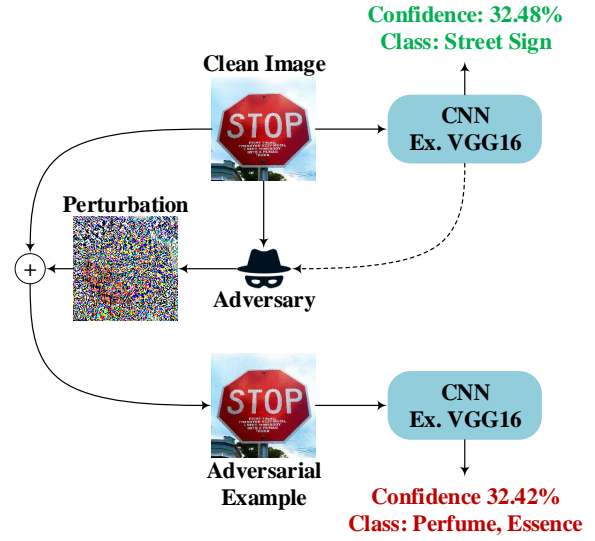 Confidence: 32.48%
Class: Street Sign
Clean Image
STOP
CNN
Ex. VGG16
Perturbation
+
Adversary
STOP
CNN
Ex. VGG16
Adversarial
Example
Confidence 32.42%
Class: Perfume, Essence